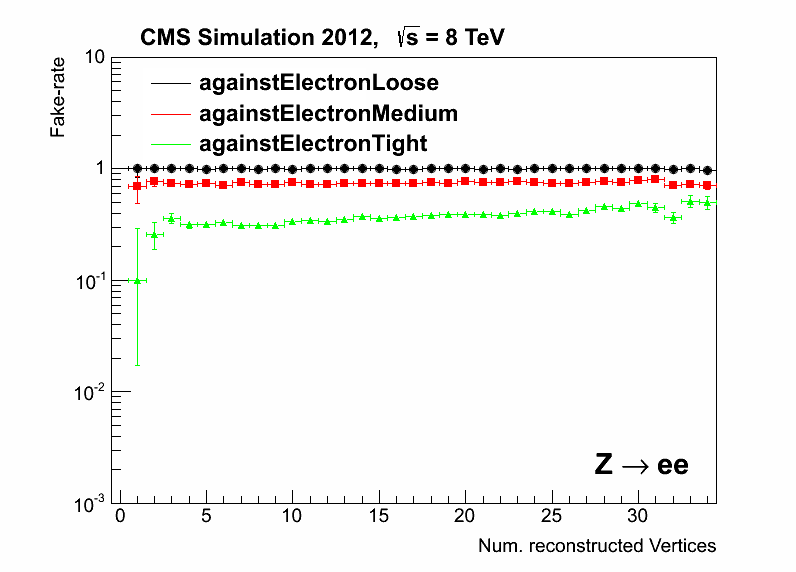 CMS Simulation 2012, √s = 8 TeV
Fake-rate
10
1
10-1
10-2
10-3
againstElectronLoose
againstElectronMedium
againstElectronTight
Z → ee
0 5 10 15 20 25 30
Num. reconstructed Vertices